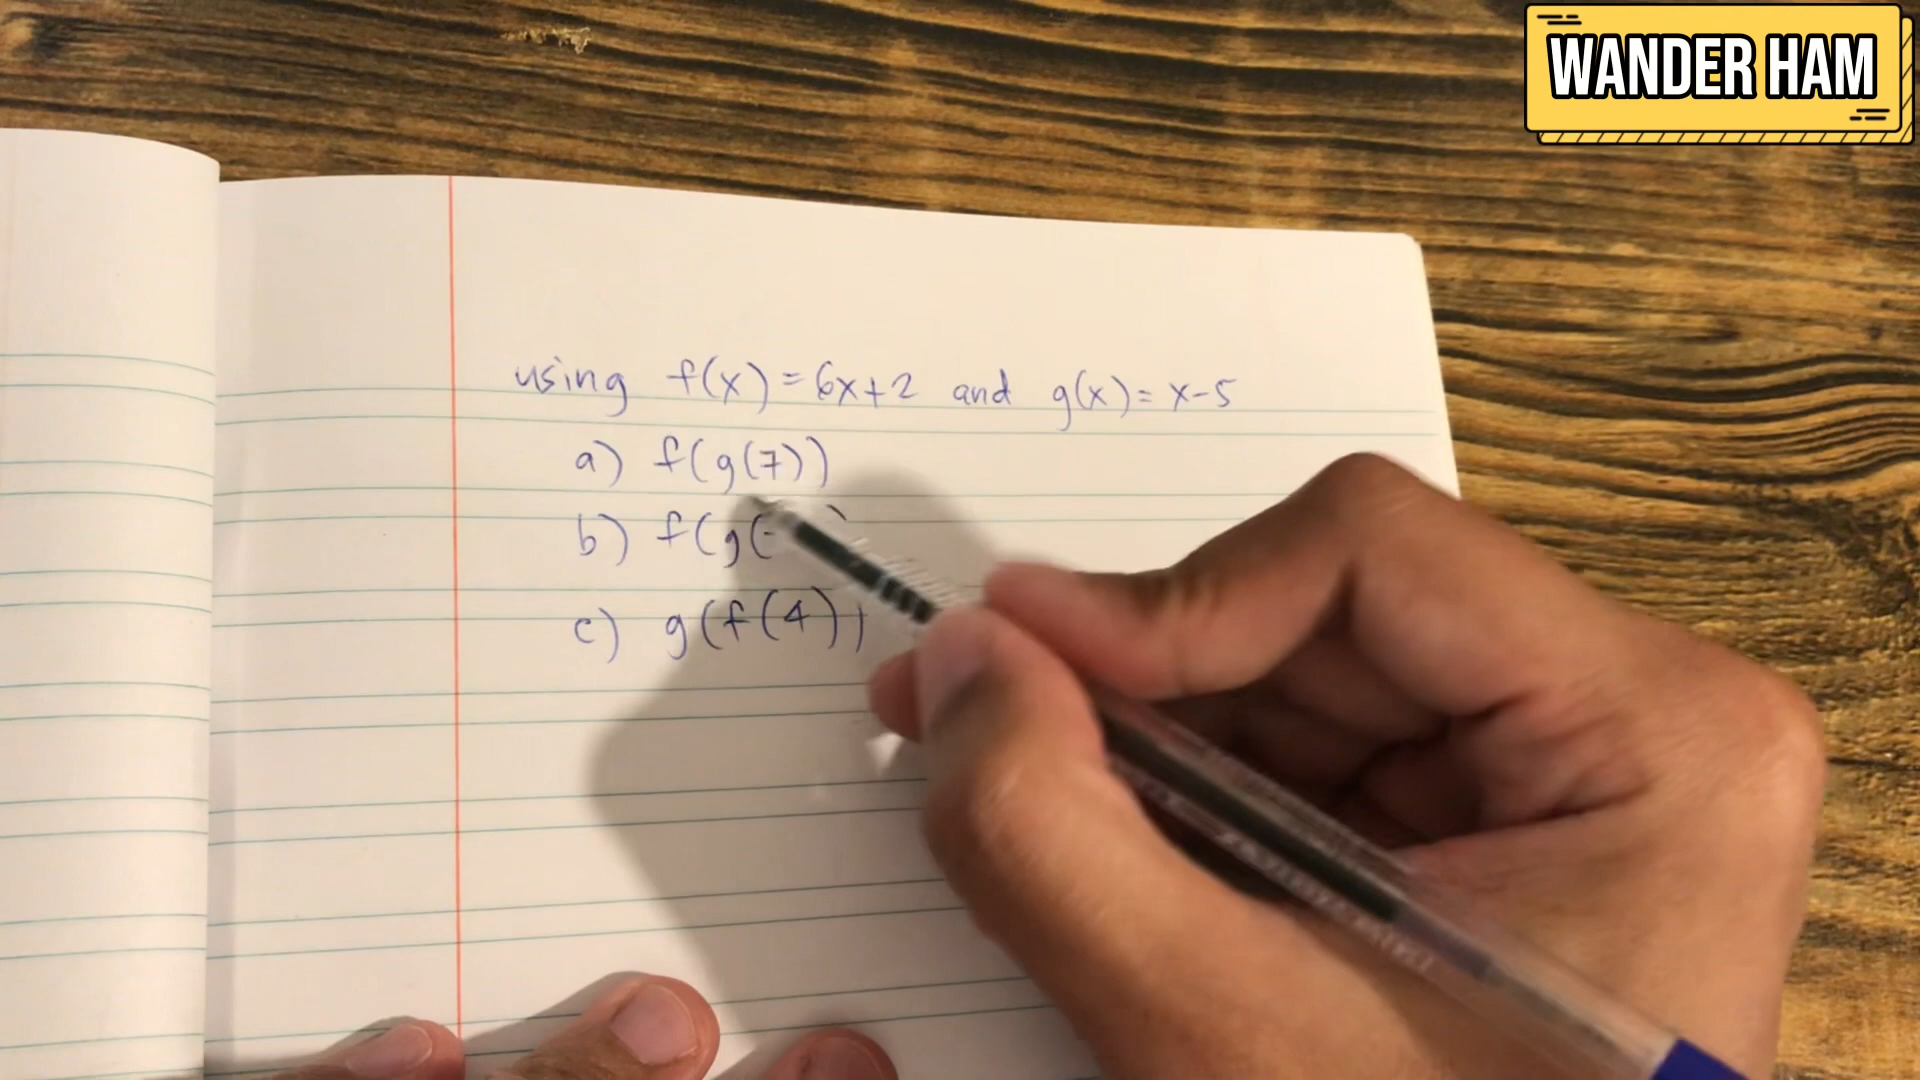 WANDER HAM
using f(x) = 6x+2 and g(x) = x-5
a) f(g(7))
b) f(g(-
c) g(f(4))